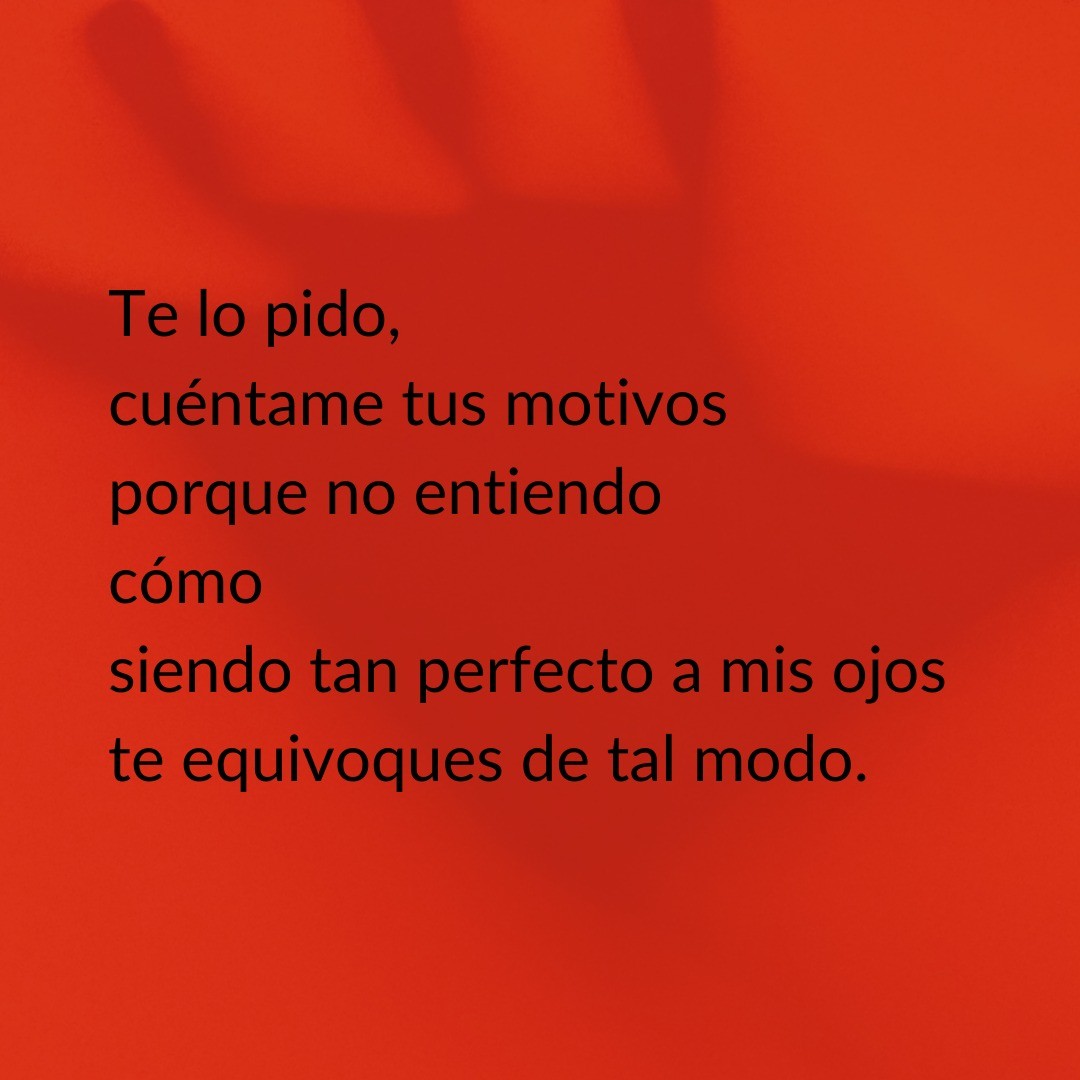 Te lo pido,
cuéntame tus motivos
porque no entiendo
cómo
siendo tan perfecto a mis ojos
te equivoques de tal modo.